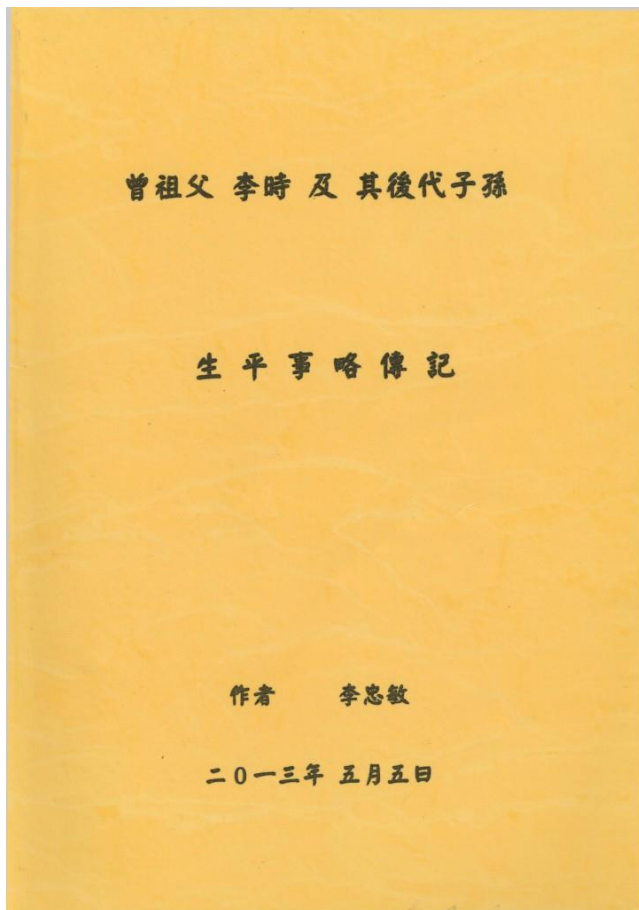 曾祖父 李時 及 其後代子孫
生平事略傳記
作者 李忠敏
二0一三年 五月五日